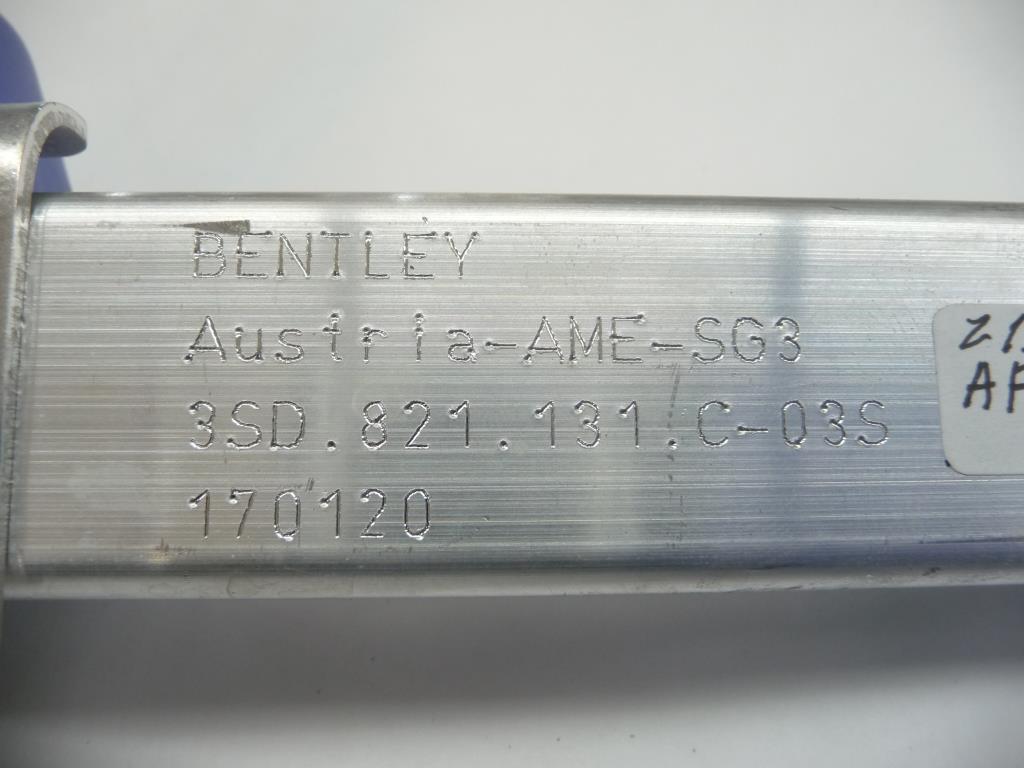 BENTLEY
Austria-AME-SG3
3SD.821.131.C-03S
170120